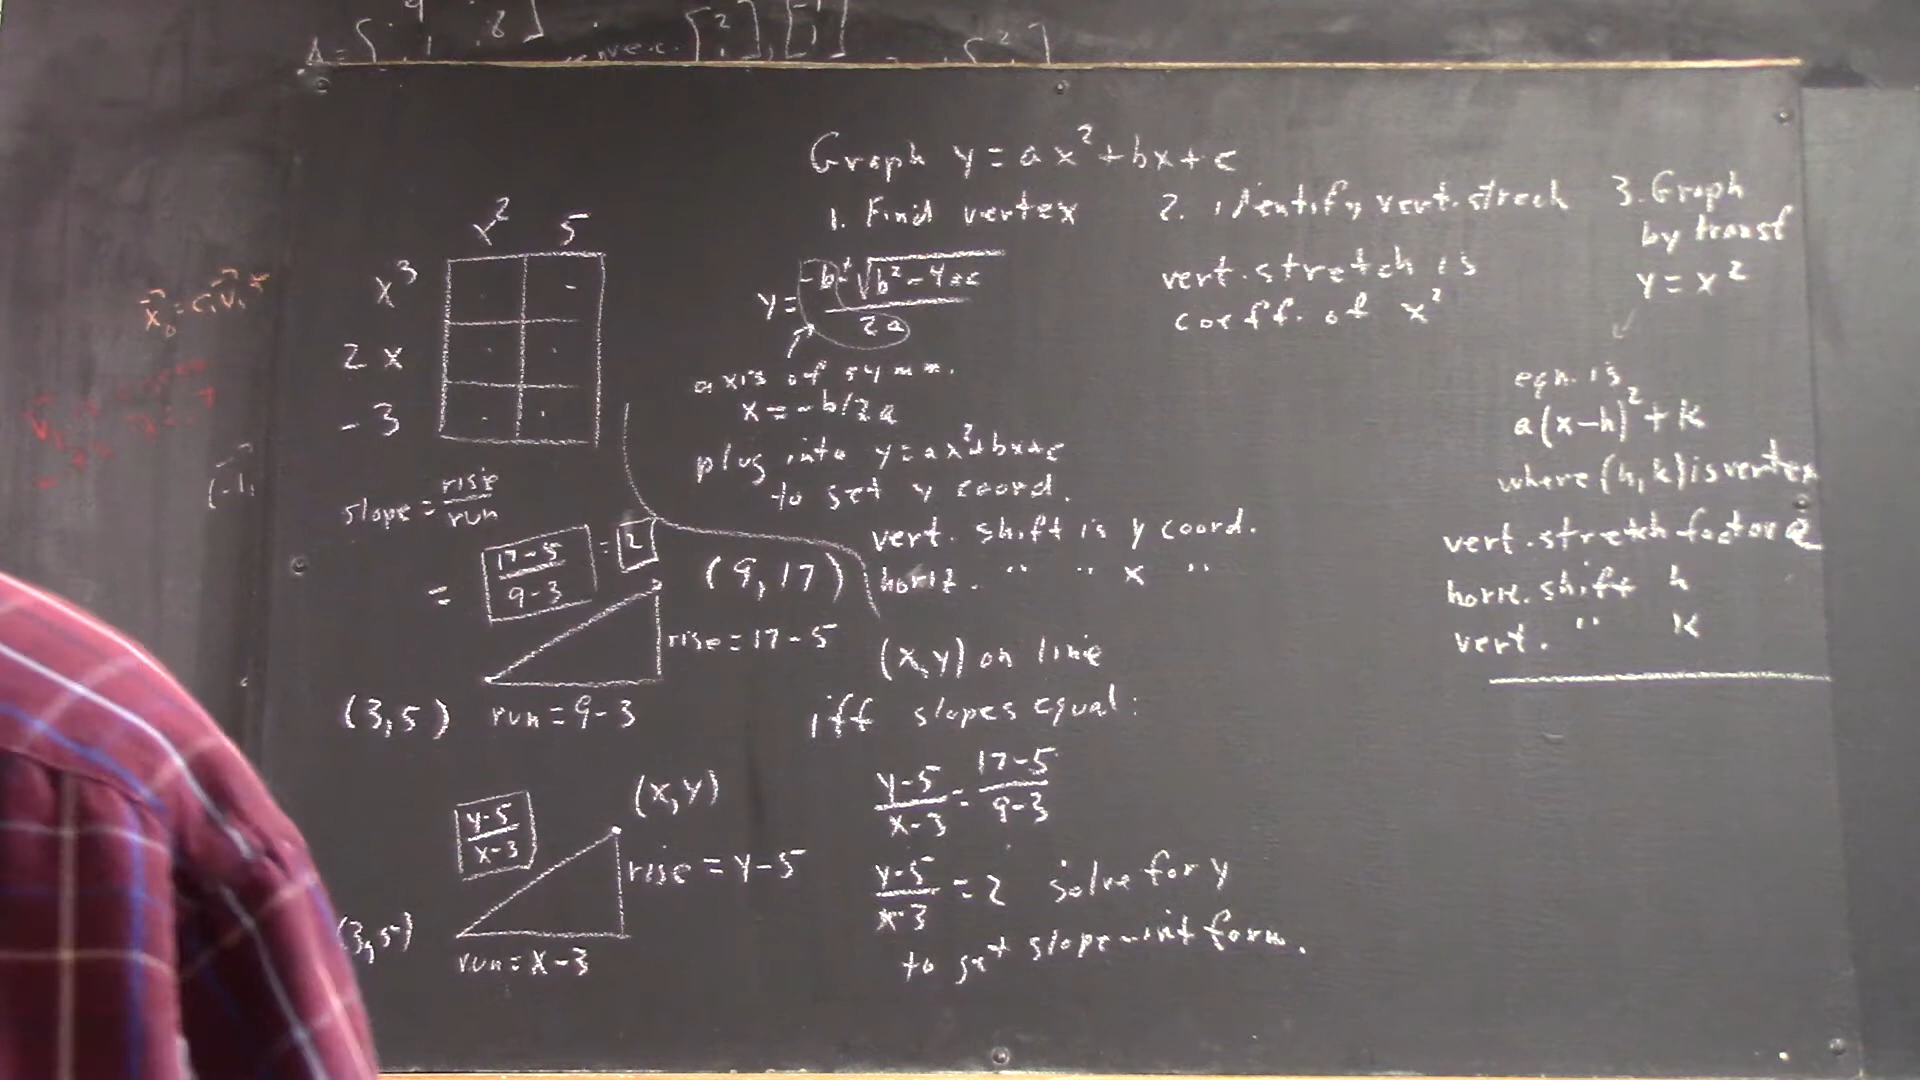 Graph y = ax² + bx + c
1. Find vertex
2. identify vert. strech
3. Graph
by transf
y = x²
x² 5
x³
2x
-3
y = -b ± √(b² - 4ac) / 2a
axis of symm.
x = -b/2a
plug into y = ax² + bx + c
to get y coord.
vert. shift is y coord.
horiz. " " x "
vert. stretch is
coeff. of x²
eqn. is
a(x-h)² + k
where (h,k) is vertex
vert. stretch factor a
horiz. shift h
vert. " k
slope = rise/run
= (17-5)/(9-3) = 2
(9,17)
rise = 17-5
(3,5) run = 9-3
(x,y)
(y-5)/(x-3)
rise = y-5
(3,5)
run = x-3
(x,y) on line
iff slopes equal:
(y-5)/(x-3) = (17-5)/(9-3)
(y-5)/(x-3) = 2 solve for y
to get slope-int form.